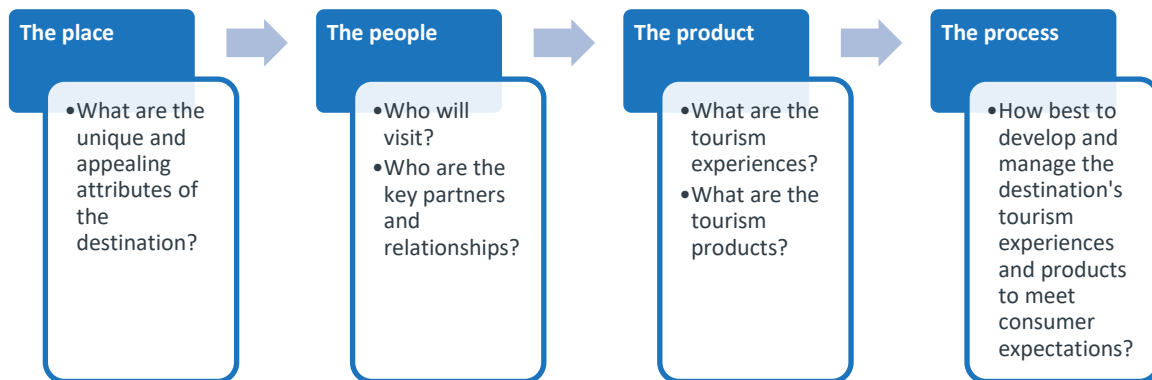 The place
•What are the
unique and
appealing
attributes of
the
destination?
The people
•Who will
visit?
•Who are the
key partners
and
relationships?
The product
•What are the
tourism
experiences?
•What are the
tourism
products?
The process
•How best to
develop and
manage the
destination's
tourism
experiences
and products
to meet
consumer
expectations?